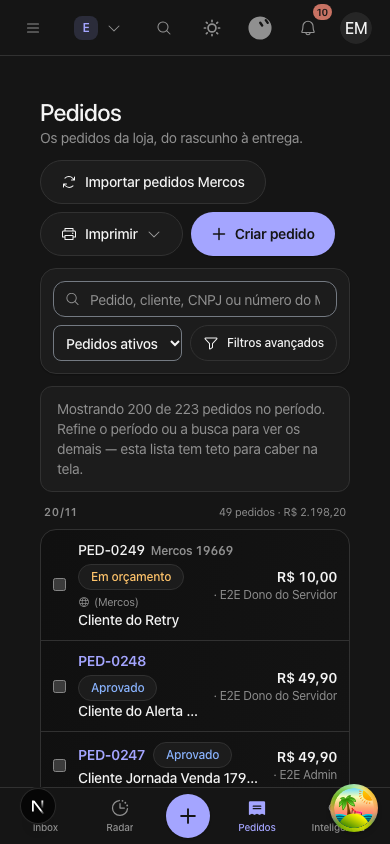 E
10
EM
Pedidos
Os pedidos da loja, do rascunho à entrega.
Importar pedidos Mercos
Imprimir
Criar pedido
Pedido, cliente, CNPJ ou número do M
Pedidos ativos
Filtros avançados
Mostrando 200 de 223 pedidos no período.
Refine o período ou a busca para ver os
demais — esta lista tem teto para caber na
tela.
20/11
49 pedidos · R$ 2.198,20
PED-0249 Mercos 19669
Em orçamento
(Mercos)
Cliente do Retry
R$ 10,00
· E2E Dono do Servidor
PED-0248
Aprovado
Cliente do Alerta ...
R$ 49,90
· E2E Dono do Servidor
PED-0247 Aprovado
Cliente Jornada Venda 179...
R$ 49,90
· E2E Admin
N
Inbox
Radar
Pedidos